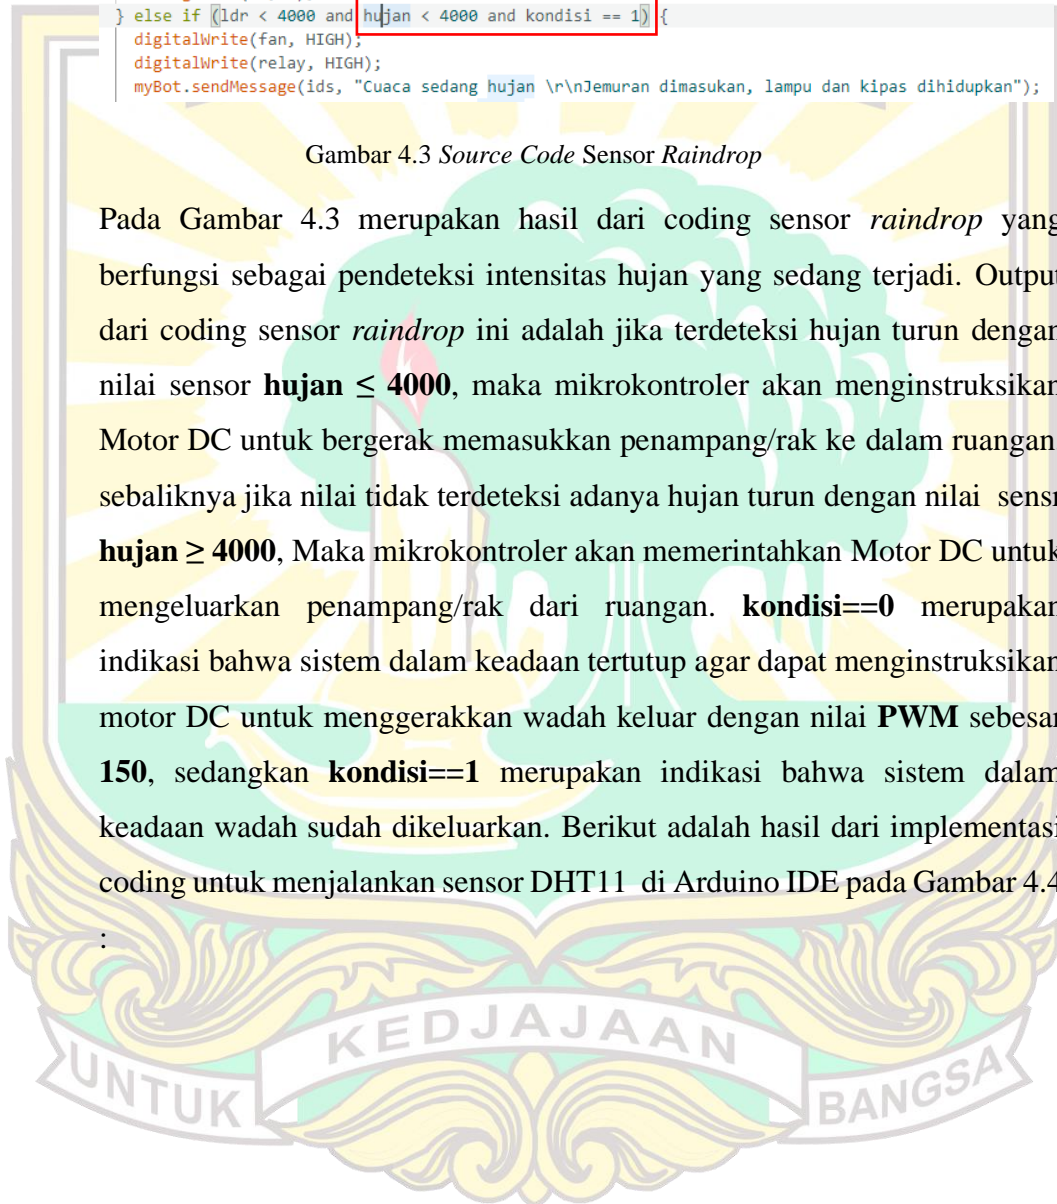 } else if (ldr < 4000 and hujan < 4000 and kondisi == 1) {
digitalWrite(fan, HIGH);
digitalWrite(relay, HIGH);
myBot.sendMessage(ids, "Cuaca sedang hujan \r\nJemuran dimasukan, lampu dan kipas dihidupkan");
Gambar 4.3 Source Code Sensor Raindrop
Pada Gambar 4.3 merupakan hasil dari coding sensor raindrop yang
berfungsi sebagai pendeteksi intensitas hujan yang sedang terjadi. Output
dari coding sensor raindrop ini adalah jika terdeteksi hujan turun dengan
nilai sensor hujan ≤ 4000, maka mikrokontroler akan menginstruksikan
Motor DC untuk bergerak memasukkan penampang/rak ke dalam ruangan
sebaliknya jika nilai tidak terdeteksi adanya hujan turun dengan nilai sensr
hujan ≥ 4000, Maka mikrokontroler akan memerintahkan Motor DC untuk
mengeluarkan penampang/rak dari ruangan. kondisi==0 merupakan
indikasi bahwa sistem dalam keadaan tertutup agar dapat menginstruksikan
motor DC untuk menggerakkan wadah keluar dengan nilai PWM sebesar
150, sedangkan kondisi==1 merupakan indikasi bahwa sistem dalam
keadaan wadah sudah dikeluarkan. Berikut adalah hasil dari implementasi
coding untuk menjalankan sensor DHT11 di Arduino IDE pada Gambar 4.4
:
UNTUK KEDJAJAAN BANGSA